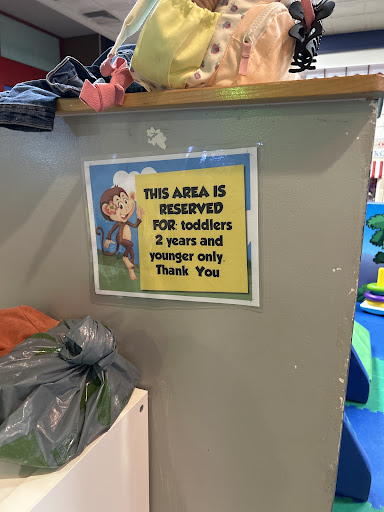 THIS AREA IS
RESERVED
FOR: toddlers
2 years and
younger only.
Thank You